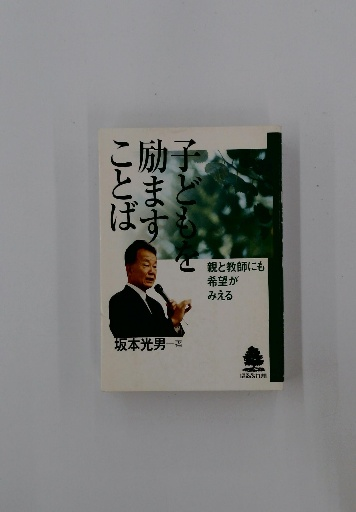 子どもを
励ます
ことば
親と教師にも
希望が
みえる
坂本光男 著